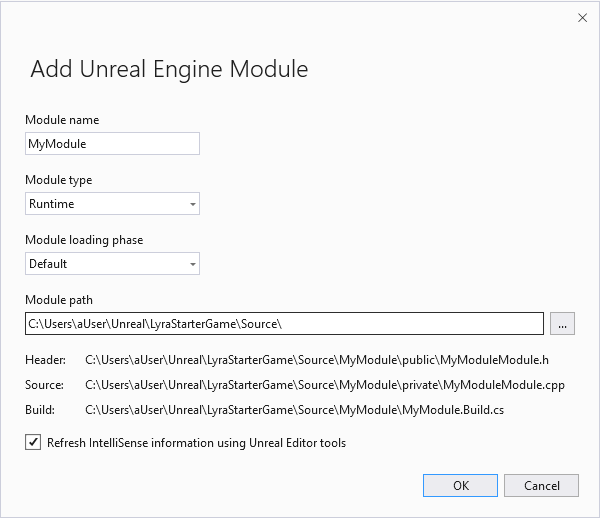 Add Unreal Engine Module
Module name
MyModule
Module type
Runtime
Module loading phase
Default
Module path
C:\Users\aUser\Unreal\LyraStarterGame\Source\
...
Header: C:\Users\aUser\Unreal\LyraStarterGame\Source\MyModule\public\MyModuleModule.h
Source: C:\Users\aUser\Unreal\LyraStarterGame\Source\MyModule\private\MyModuleModule.cpp
Build: C:\Users\aUser\Unreal\LyraStarterGame\Source\MyModule\MyModule.Build.cs
Refresh IntelliSense information using Unreal Editor tools
OK Cancel